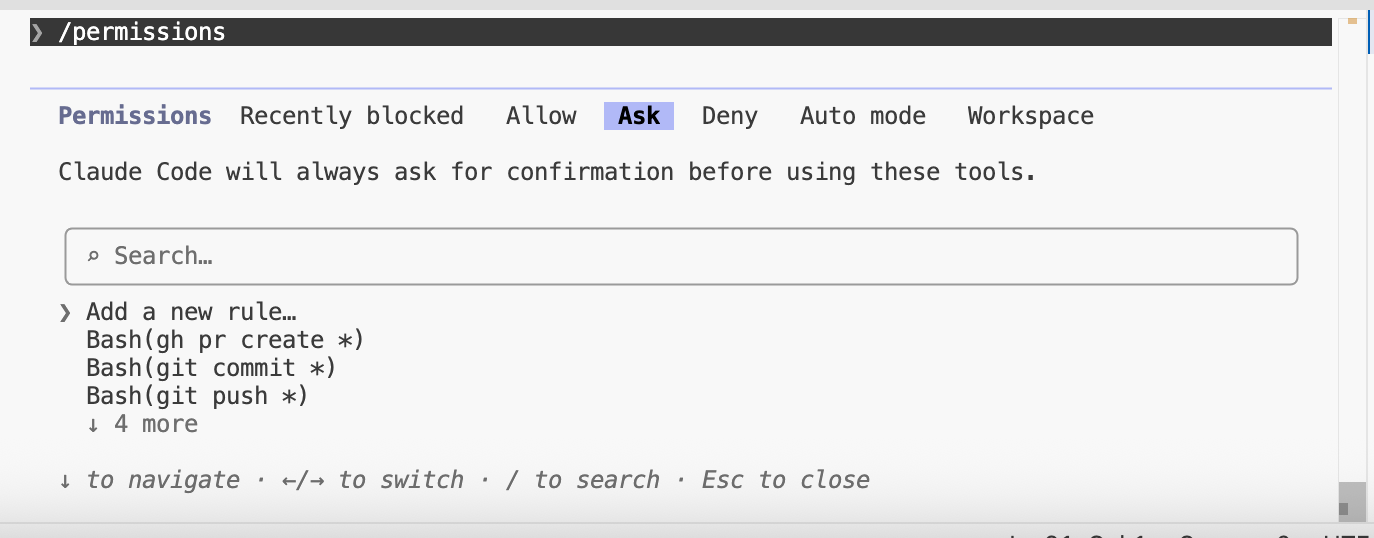 ❯ /permissions
Permissions Recently blocked Allow Ask Deny Auto mode Workspace
Claude Code will always ask for confirmation before using these tools.
⌕ Search…
❯ Add a new rule…
Bash(gh pr create *)
Bash(git commit *)
Bash(git push *)
↓ 4 more
↓ to navigate · ←/→ to switch · / to search · Esc to close